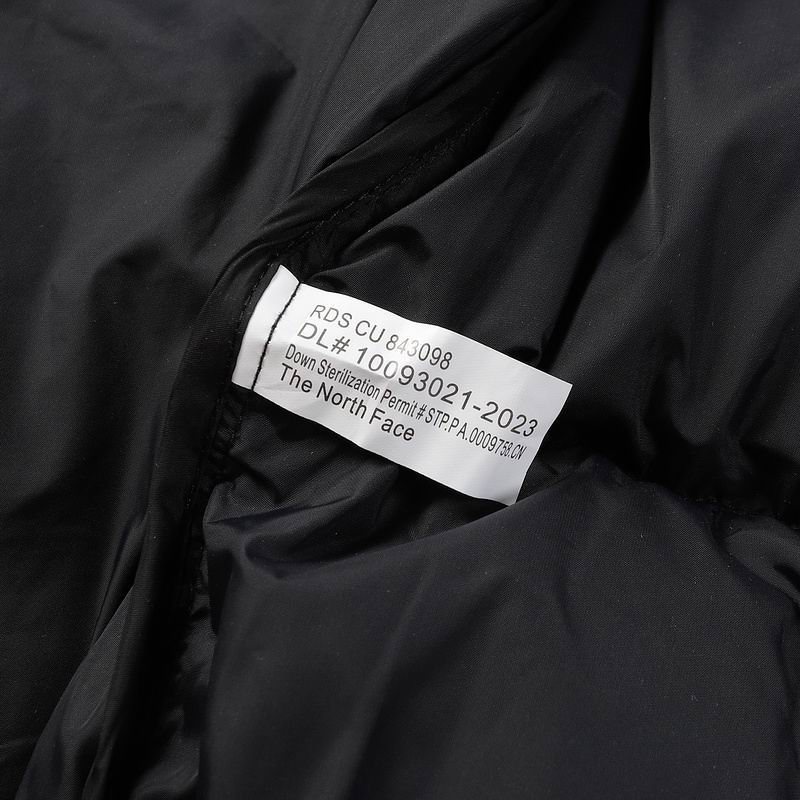 RDS CU 843098
DL# 10093021-2023
Down Sterilization Permit # STP.P A.0009758.CN
The North Face